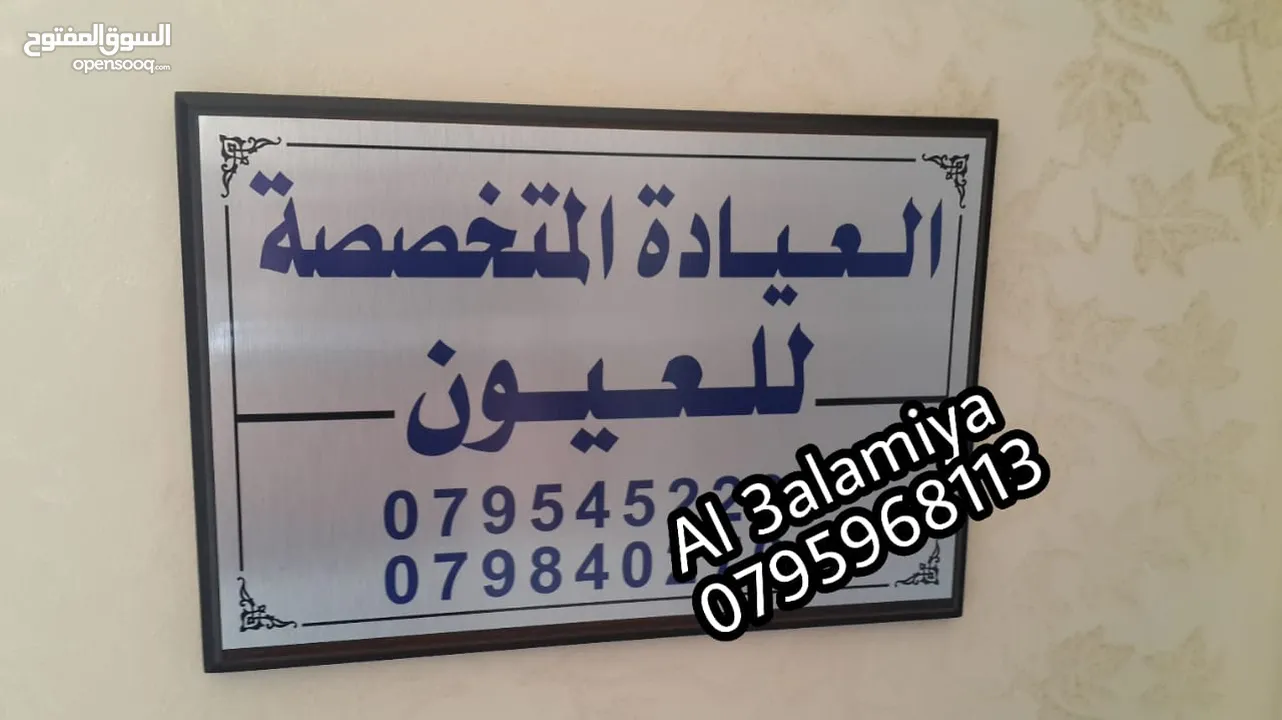 السوق المفتوح
opensooq.com
العيادة المتخصصة
للعيون
Al 3alamiya
0795968113